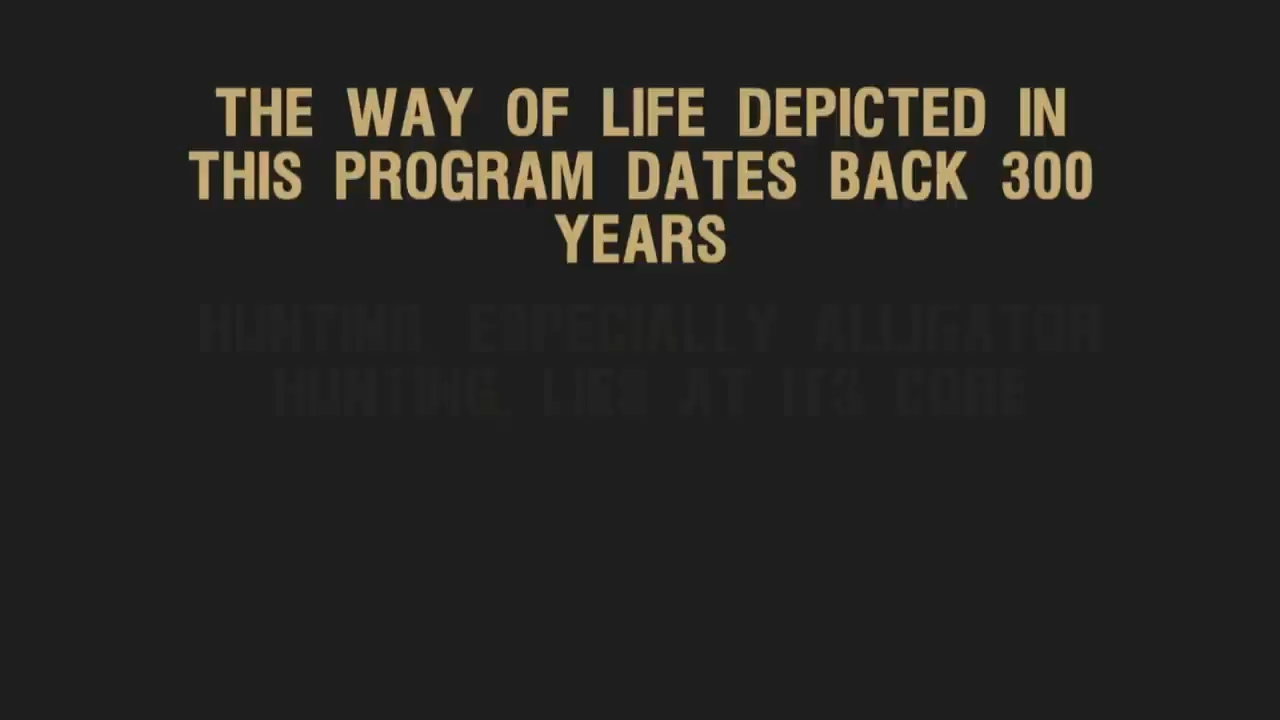 THE WAY OF LIFE DEPICTED IN
THIS PROGRAM DATES BACK 300
YEARS
HUNTING, ESPECIALLY ALLIGATOR
HUNTING, LIES AT ITS CORE